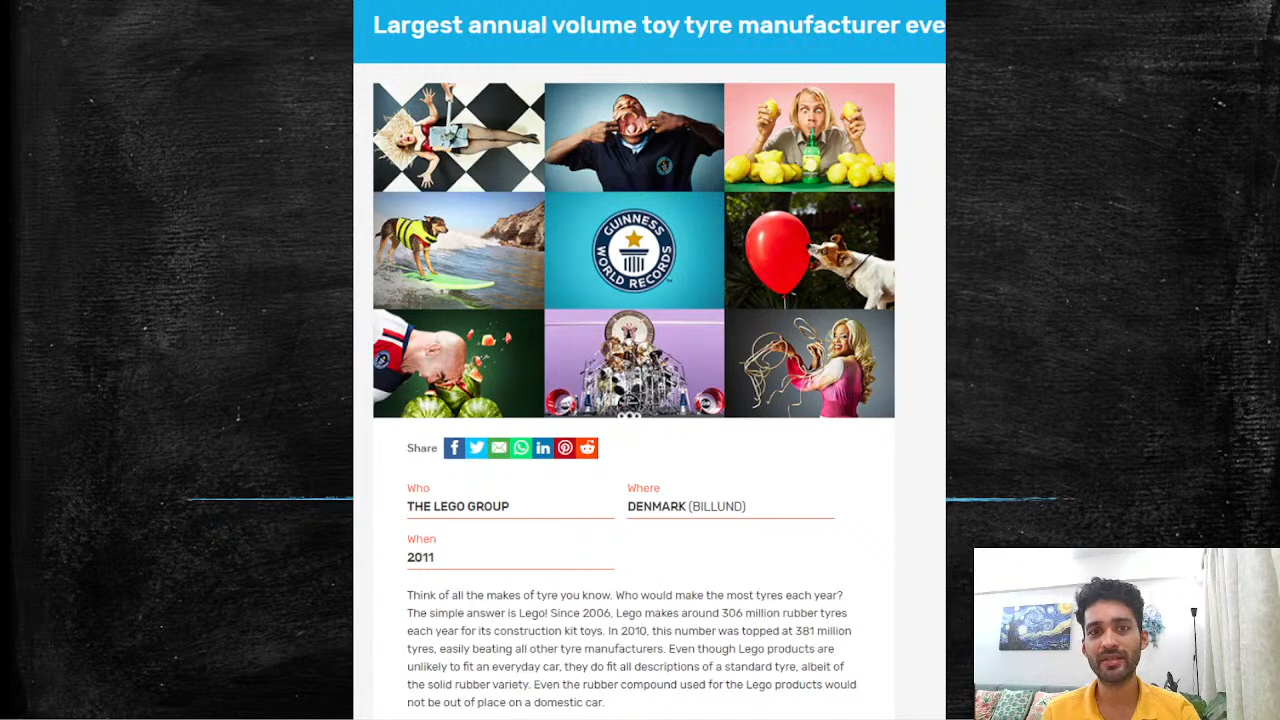 Largest annual volume toy tyre manufacturer eve
GUINNESS
WORLD RECORDS
Share
Who
Where
THE LEGO GROUP
DENMARK (BILLUND)
When
2011
Think of all the makes of tyre you know. Who would make the most tyres each year?
The simple answer is Lego! Since 2006, Lego makes around 306 million rubber tyres
each year for its construction kit toys. In 2010, this number was topped at 381 million
tyres, easily beating all other tyre manufacturers. Even though Lego products are
unlikely to fit an everyday car, they do fit all descriptions of a standard tyre, albeit of
the solid rubber variety. Even the rubber compound used for the Lego products would
not be out of place on a domestic car.